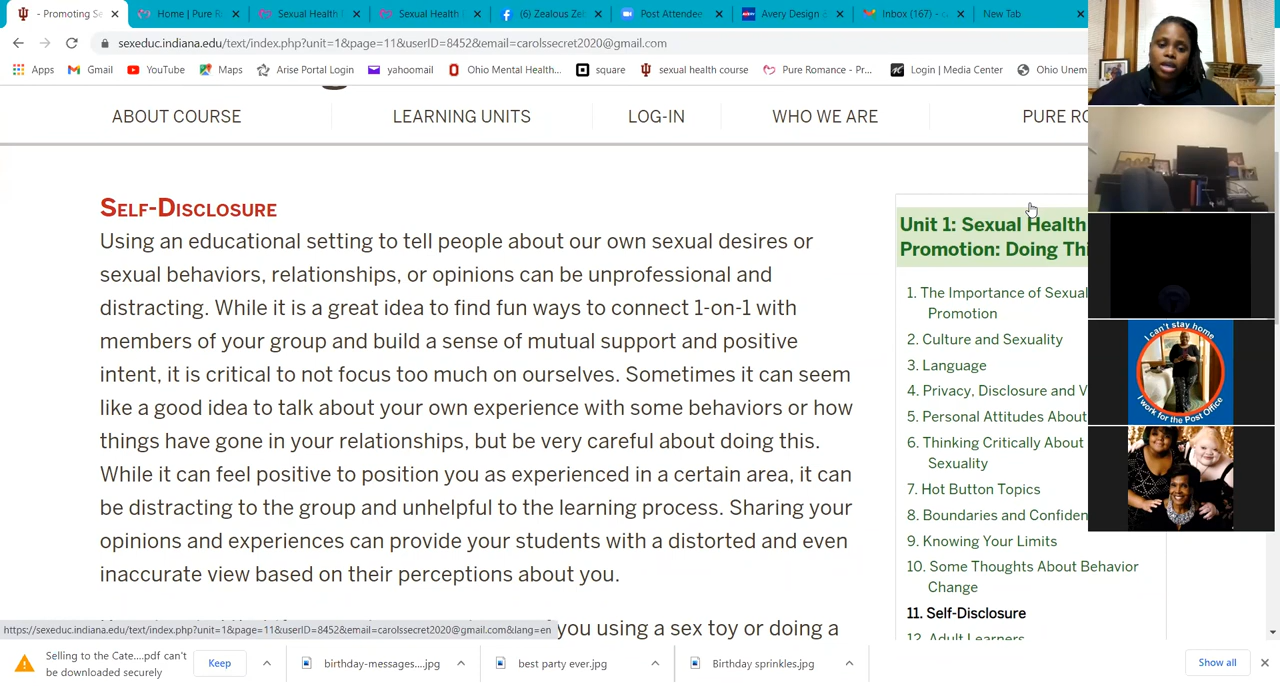 - Promoting Se
Home | Pure R
Sexual Health
Sexual Health
(6) Zealous Ze
Post Attendee
Avery Design &
Inbox (167) -
New Tab
sexeduc.indiana.edu/text/index.php?unit=1&page=11&userID=8452&email=carolssecret2020@gmail.com
Apps
Gmail
YouTube
Maps
Arise Portal Login
yahoomail
Ohio Mental Health...
square
sexual health course
Pure Romance - Pr...
Login | Media Center
Ohio Unem
ABOUT COURSE
LEARNING UNITS
LOG-IN
WHO WE ARE
PURE RO
SELF-DISCLOSURE
Using an educational setting to tell people about our own sexual desires or
sexual behaviors, relationships, or opinions can be unprofessional and
distracting. While it is a great idea to find fun ways to connect 1-on-1 with
members of your group and build a sense of mutual support and positive
intent, it is critical to not focus too much on ourselves. Sometimes it can seem
like a good idea to talk about your own experience with some behaviors or how
things have gone in your relationships, but be very careful about doing this.
While it can feel positive to position you as experienced in a certain area, it can
be distracting to the group and unhelpful to the learning process. Sharing your
opinions and experiences can provide your students with a distorted and even
inaccurate view based on their perceptions about you.
you using a sex toy or doing a
Unit 1: Sexual Health
Promotion: Doing Thi
1. The Importance of Sexual
Promotion
2. Culture and Sexuality
3. Language
4. Privacy, Disclosure and V
5. Personal Attitudes About
6. Thinking Critically About
Sexuality
7. Hot Button Topics
8. Boundaries and Confiden
9. Knowing Your Limits
10. Some Thoughts About Behavior
Change
11. Self-Disclosure
12. Adult Learners
I can't stay home
I work for the Post Office
https://sexeduc.indiana.edu/text/index.php?unit=1&page=11&userID=8452&email=carolssecret2020@gmail.com&lang=en
Selling to the Cate....pdf can't
be downloaded securely
Keep
birthday-messages....jpg
best party ever.jpg
Birthday sprinkles.jpg
Show all